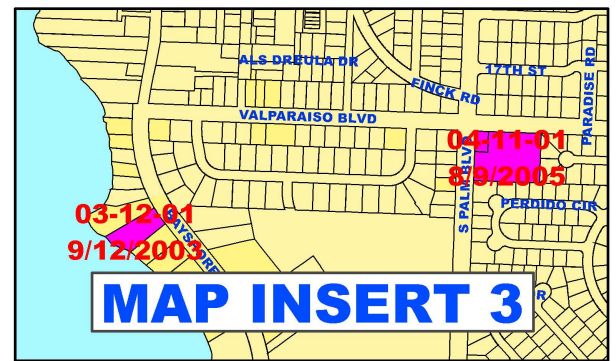 ALS DREULA DR
FINCK RD
17TH ST
PARADISE RD
VALPARAISO BLVD
04-11-01
8/9/2005
S PALM BLVD
PERDIDO CIR
03-12-01
9/12/2003
BAYSHORE
MAP INSERT 3
R